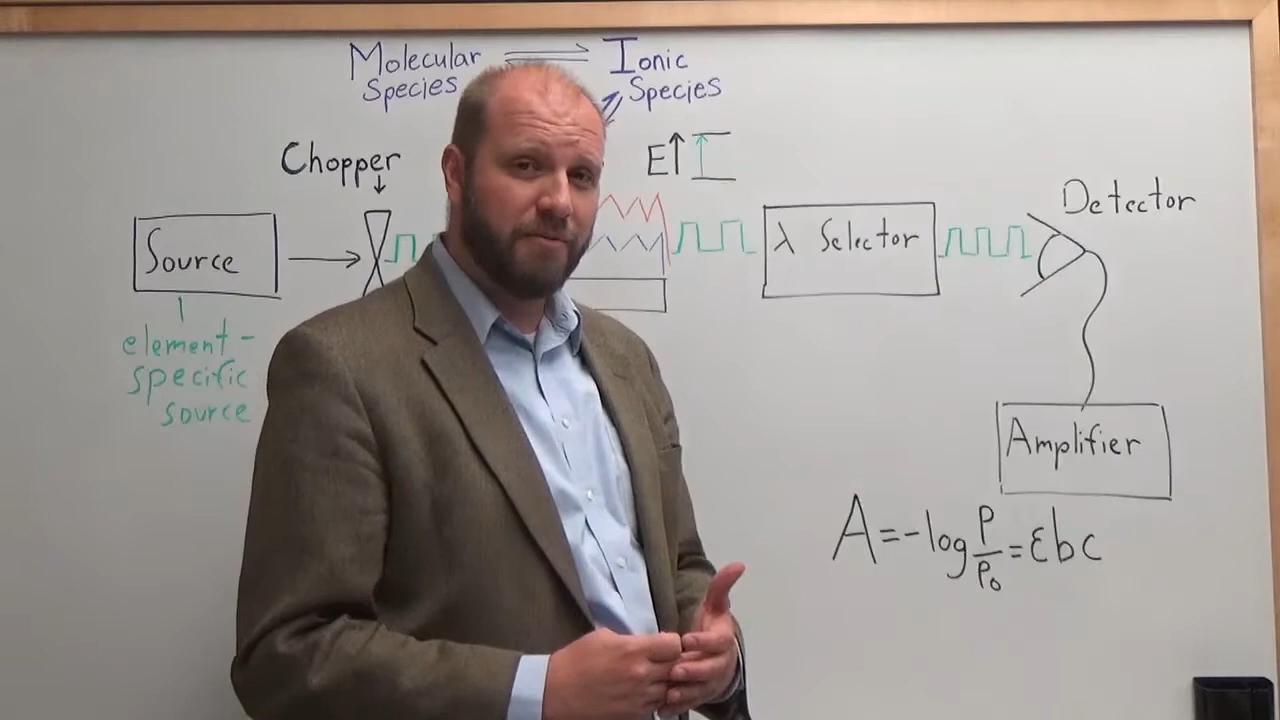 Molecular Species
Ionic Species
Chopper
E
Detector
Source
λ Selector
element-
specific
source
Amplifier
A = -log P/P₀ = εbc